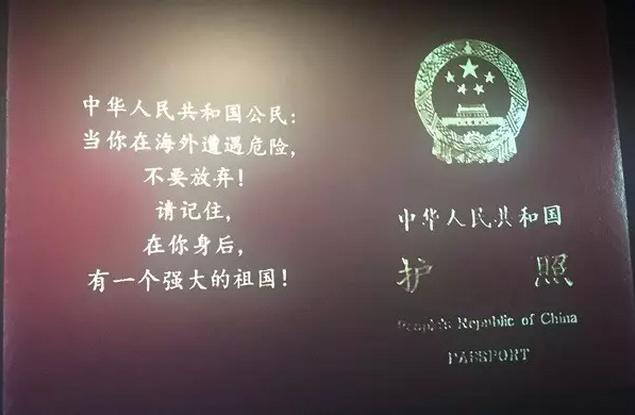 中华人民共和国公民：
当你在海外遭遇危险，
不要放弃！
请记住，
在你身后，
有一个强大的祖国！
中华人民共和国
护照
People's Republic of China
PASSPORT